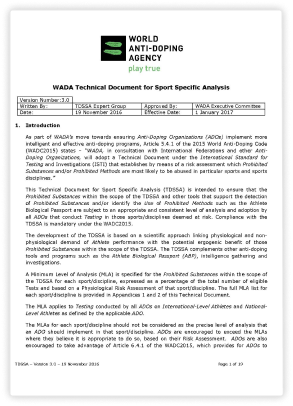 WORLD
ANTI-DOPING
AGENCY
play true
WADA Technical Document for Sport Specific Analysis
Version Number: 3.0
Written By: TDSSA Expert Group Approved By: WADA Executive Committee
Date: 19 November 2016 Effective Date: 1 January 2017
1. Introduction
As part of WADA's move towards ensuring Anti-Doping Organizations (ADOs) implement more
intelligent and effective anti-doping programs, Article 5.4.1 of the 2015 World Anti-Doping Code
(WADC2015) states – "WADA, in consultation with International Federations and other Anti-
Doping Organizations, will adopt a Technical Document under the International Standard for
Testing and Investigations (ISTI) that establishes by means of a risk assessment which Prohibited
Substances and/or Prohibited Methods are most likely to be abused in particular sports and sports
disciplines."
This Technical Document for Sport Specific Analysis (TDSSA) is intended to ensure that the
Prohibited Substances within the scope of the TDSSA and other tools that support the detection
of Prohibited Substances and/or identify the Use of Prohibited Methods such as the Athlete
Biological Passport are subject to an appropriate and consistent level of analysis and adoption by
all ADOs that conduct Testing in those sports/disciplines deemed at risk. Compliance with the
TDSSA is mandatory under the WADC2015.
The development of the TDSSA is based on a scientific approach linking physiological and non-
physiological demand of Athlete performance with the potential ergogenic benefit of those
Prohibited Substances within the scope of the TDSSA. The TDSSA complements other anti-doping
tools and programs such as the Athlete Biological Passport (ABP), intelligence gathering and
investigations.
A Minimum Level of Analysis (MLA) is specified for the Prohibited Substances within the scope of
the TDSSA for each sport/discipline, expressed as a percentage of the total number of eligible
Tests and based on a Physiological Risk Assessment of that sport/discipline. The full MLA list for
each sport/discipline is provided in Appendices 1 and 2 of this Technical Document.
The MLA applies to Testing conducted by all ADOs on International-Level Athletes and National-
Level Athletes as defined by the applicable ADO.
The MLAs for each sport/discipline should not be considered as the precise level of analysis that
an ADO should implement in that sport/discipline. ADOs are encouraged to exceed the MLAs
where they believe it is appropriate to do so, based on their Risk Assessment. ADOs are also
encouraged to take advantage of Article 6.4.1 of the WADC2015, which provides for ADOs to
TDSSA – Version 3.0 – 19 November 2016 Page 1 of 19